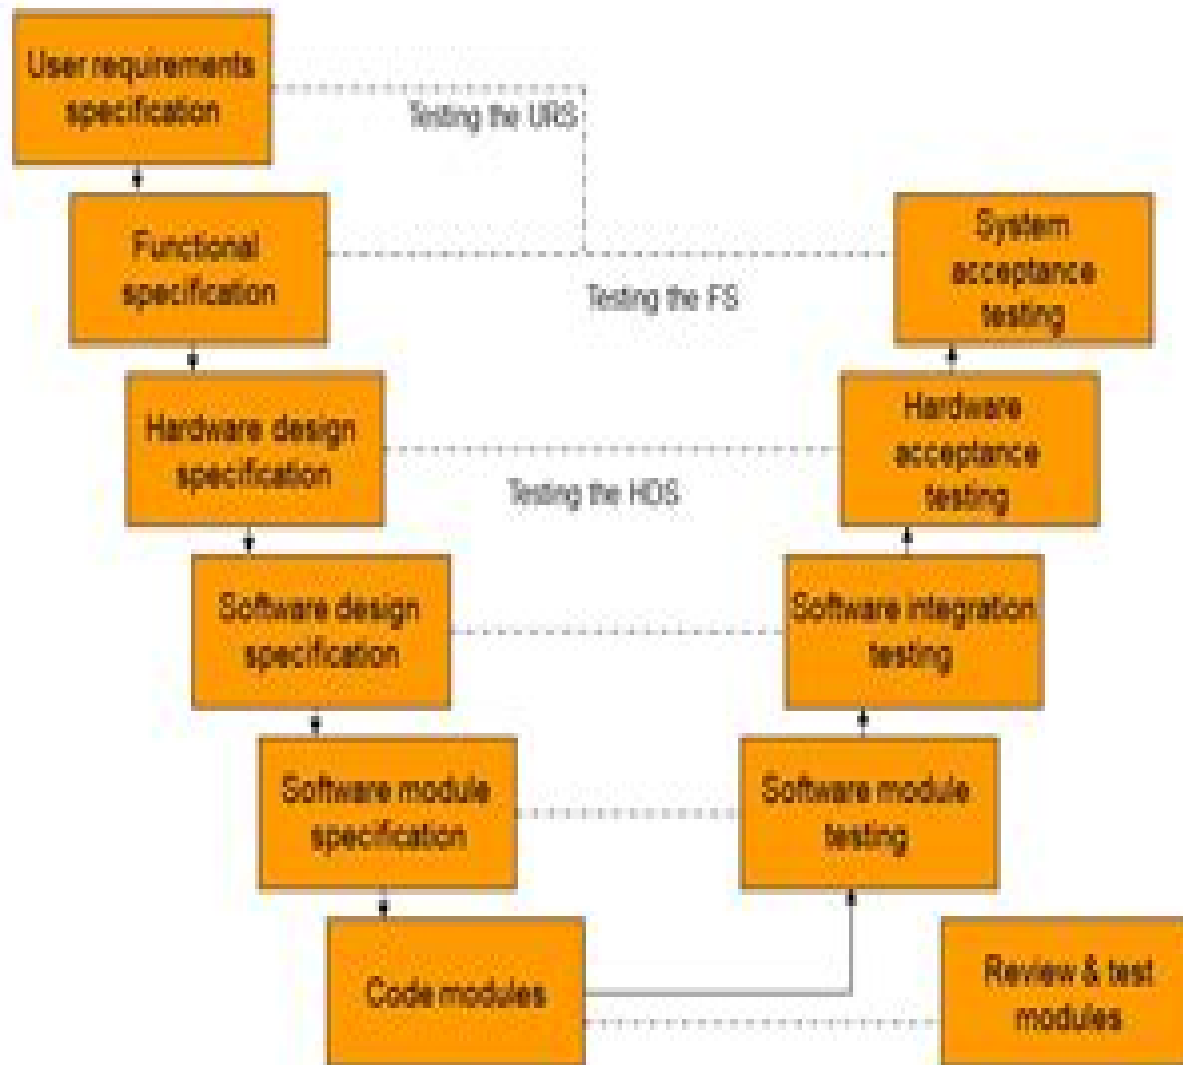 User requirements
specification
Testing the URS
Functional
specification
System
acceptance
testing
Testing the FS
Hardware design
specification
Hardware
acceptance
testing
Testing the HDS
Software design
specification
Software integration
testing
Software module
specification
Software module
testing
Code modules
Review & test
modules